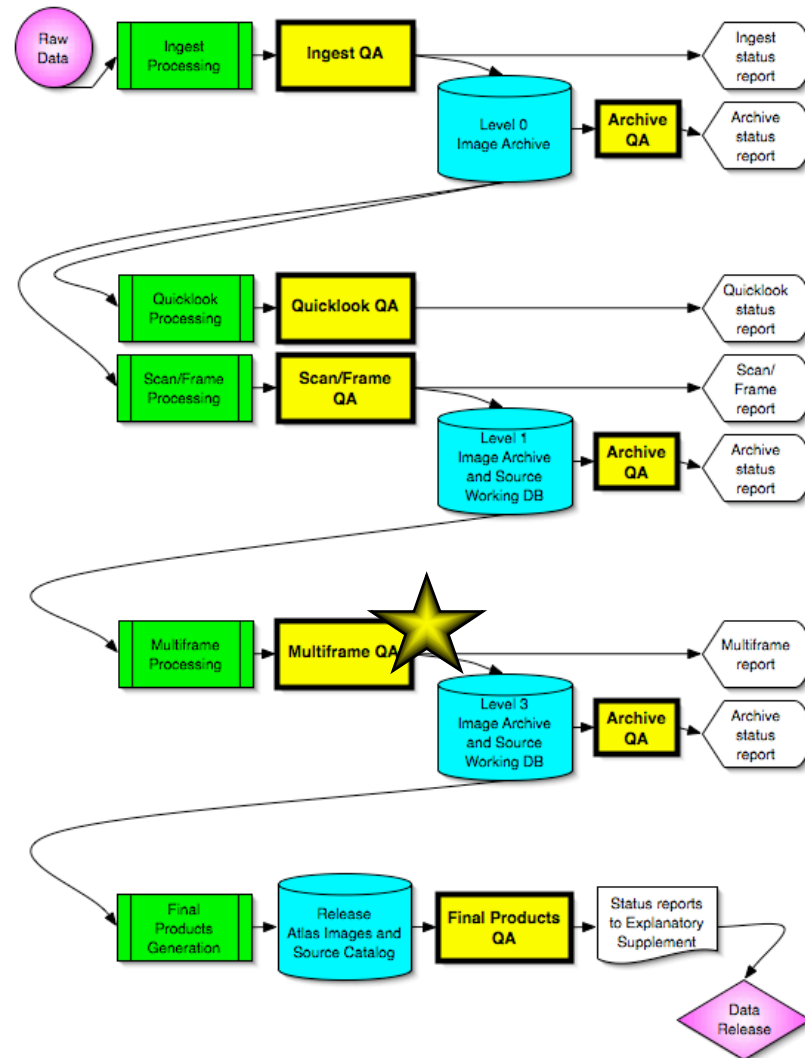 Raw
Data
Ingest
Processing
Ingest QA
Ingest
status
report
Level 0
Image Archive
Archive
QA
Archive
status
report
Quicklook
Processing
Quicklook QA
Quicklook
status
report
Scan/Frame
Processing
Scan/Frame
QA
Scan/
Frame
report
Level 1
Image Archive
and Source
Working DB
Archive
QA
Archive
status
report
Multiframe
Processing
Multiframe QA
Multiframe
report
Level 3
Image Archive
and Source
Working DB
Archive
QA
Archive
status
report
Final
Products
Generation
Release
Atlas Images and
Source Catalog
Final Products
QA
Status reports
to Explanatory
Supplement
Data
Release